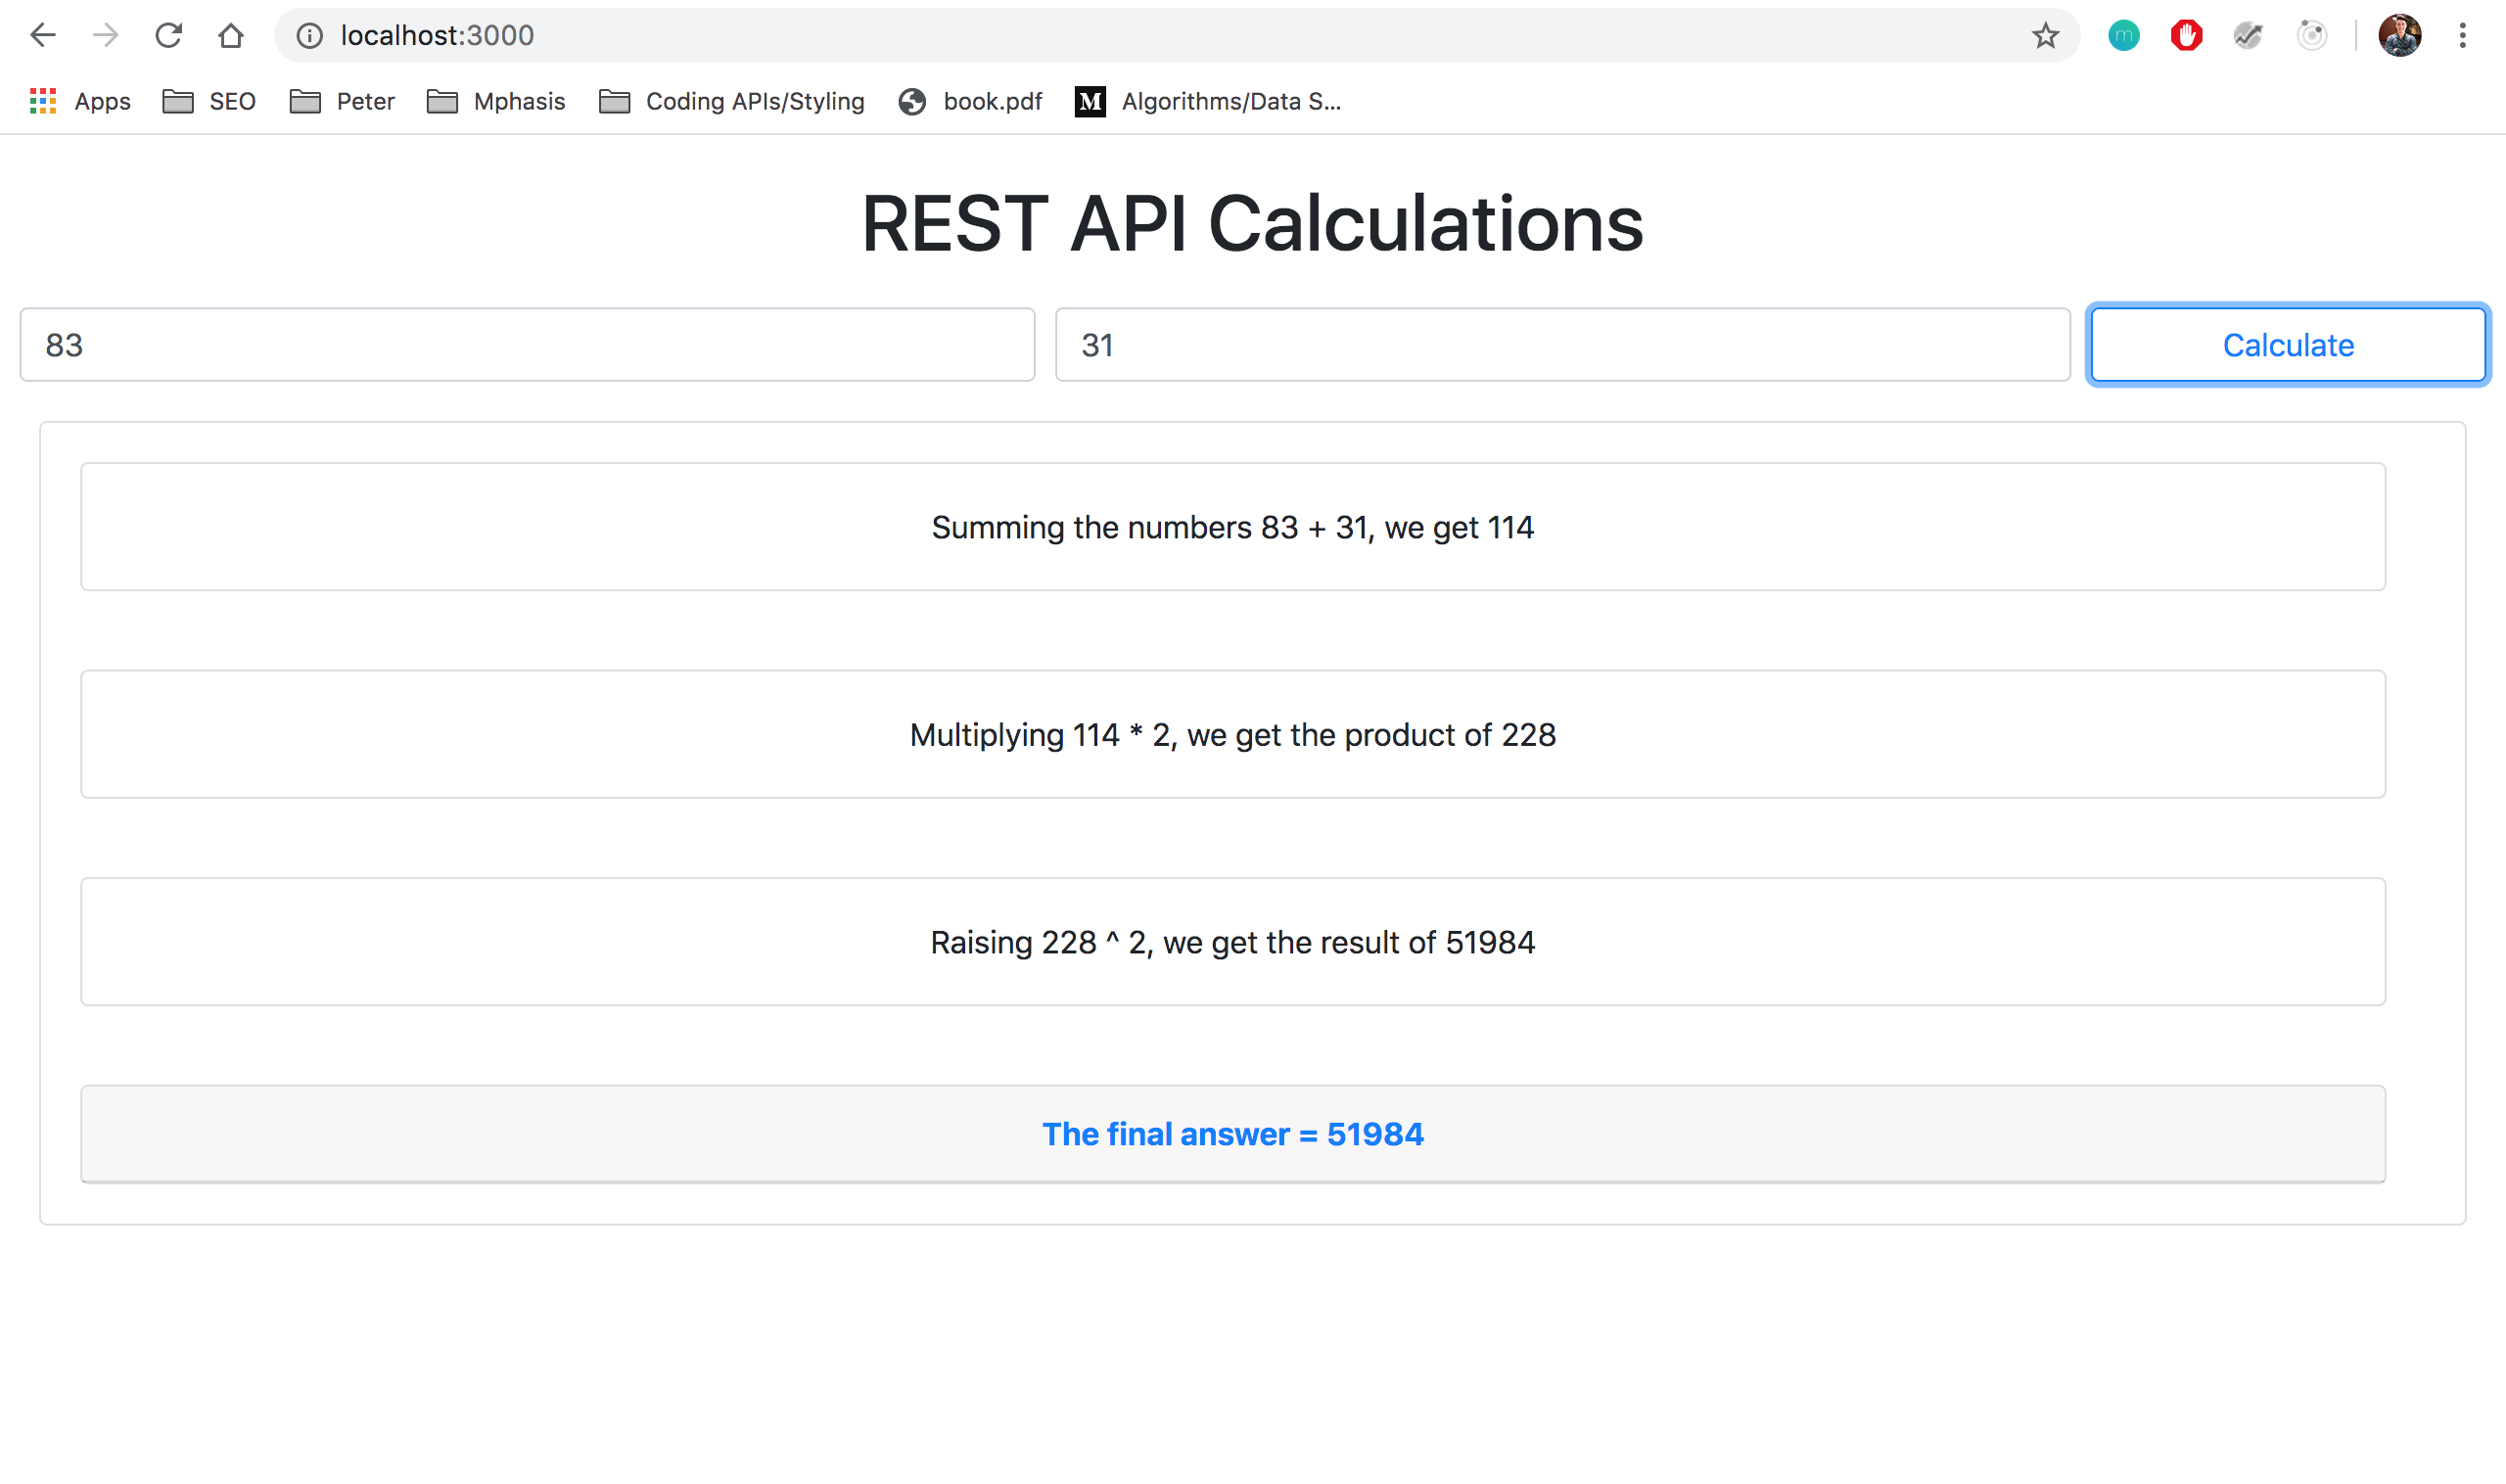 localhost:3000
m
Apps SEO Peter Mphasis Coding APIs/Styling book.pdf M Algorithms/Data S...
REST API Calculations
83 31 Calculate
Summing the numbers 83 + 31, we get 114
Multiplying 114 * 2, we get the product of 228
Raising 228 ^ 2, we get the result of 51984
The final answer = 51984